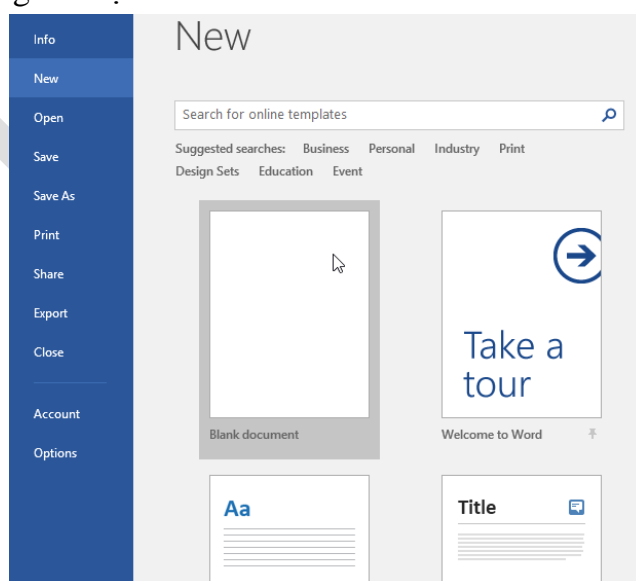 Info
New
Open
Save
Save As
Print
Share
Export
Close
Account
Options
New
Search for online templates
Suggested searches: Business Personal Industry Print
Design Sets Education Event
Take a
tour
Blank document
Welcome to Word
Aa
Title